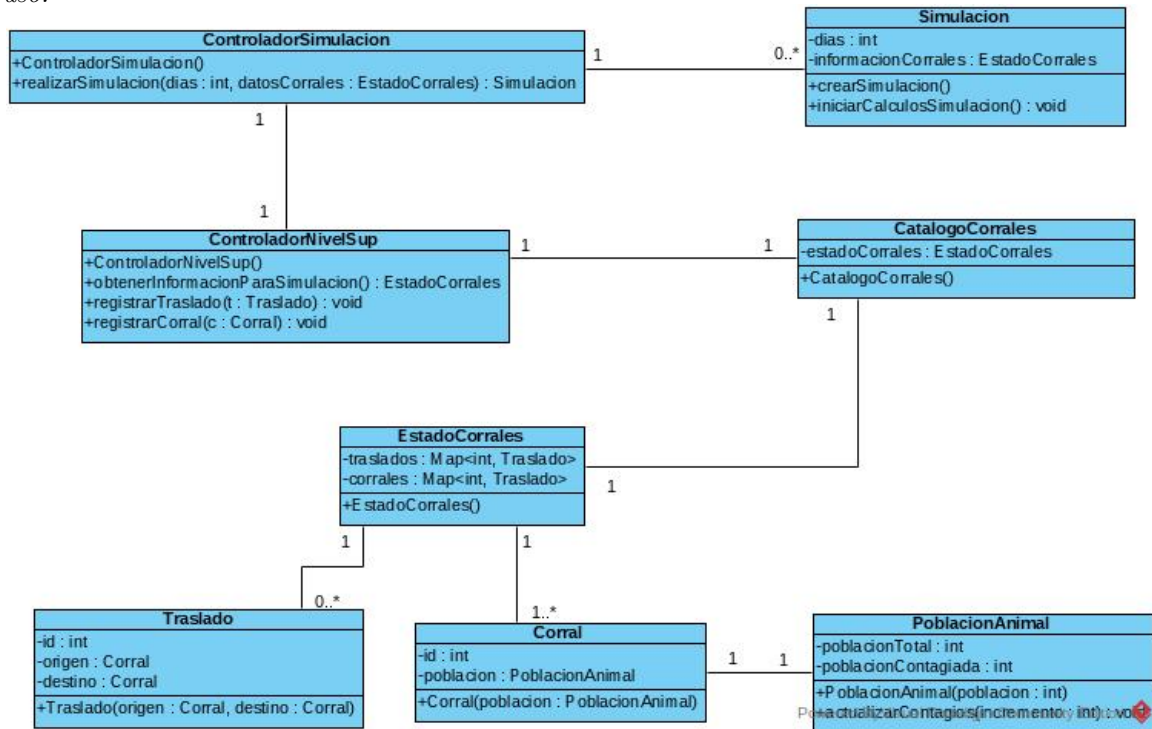 ControladorSimulacion
+ControladorSimulacion()
+realizarSimulacion(dias : int, datosCorrales : EstadoCorrales) : Simulacion
1
0..*
Simulacion
-dias : int
-informacionCorrales : EstadoCorrales
+crearSimulacion()
+iniciarCalculosSimulacion() : void
1
1
ControladorNivelSup
+ControladorNivelSup()
+obtenerInformacionParaSimulacion() : EstadoCorrales
+registrarTraslado(t : Traslado) : void
+registrarCorral(c : Corral) : void
1
1
CatalogoCorrales
-estadoCorrales : EstadoCorrales
+CatalogoCorrales()
1
1
EstadoCorrales
-traslados : Map<int, Traslado>
-corrales : Map<int, Traslado>
+EstadoCorrales()
1
1
0..*
1..*
Traslado
-id : int
-origen : Corral
-destino : Corral
+Traslado(origen : Corral, destino : Corral)
Corral
-id : int
-poblacion : PoblacionAnimal
+Corral(poblacion : PoblacionAnimal)
1
1
PoblacionAnimal
-poblacionTotal : int
-poblacionContagiada : int
+PoblacionAnimal(poblacion : int)
+actualizarContagios(incremento : int) : void